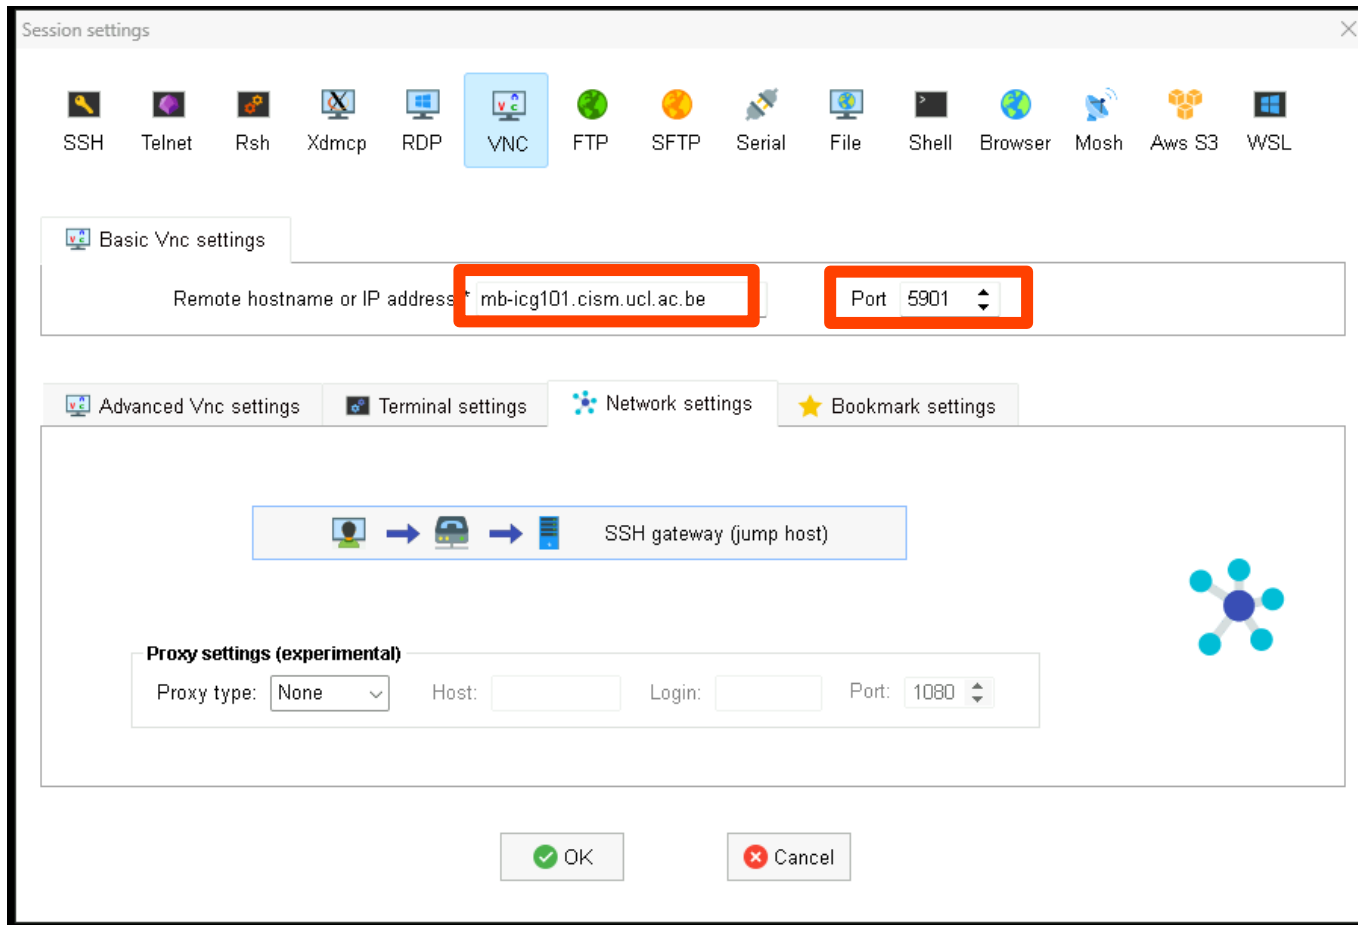 Session settings
SSH Telnet Rsh Xdmcp RDP VNC FTP SFTP Serial File Shell Browser Mosh Aws S3 WSL
Basic Vnc settings
Remote hostname or IP address * mb-icg101.cism.ucl.ac.be Port 5901
Advanced Vnc settings Terminal settings Network settings Bookmark settings
SSH gateway (jump host)
Proxy settings (experimental)
Proxy type: None Host: Login: Port: 1080
OK Cancel